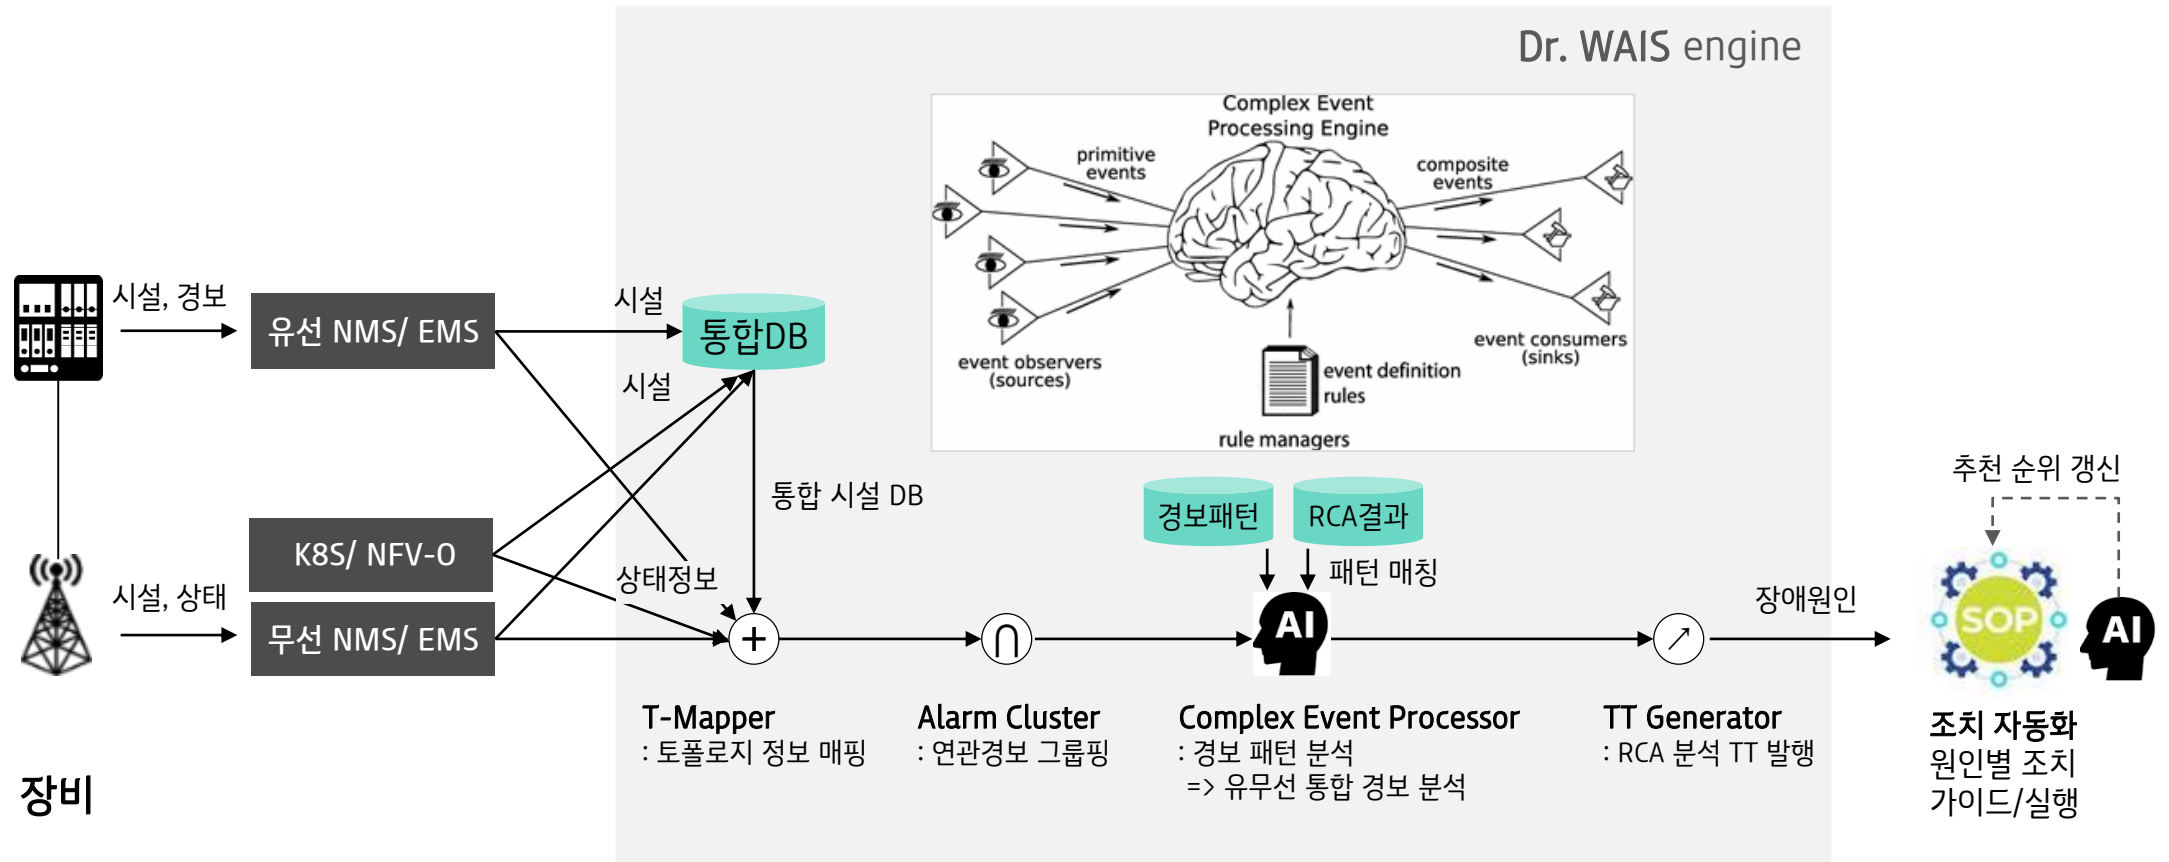 Dr. WAIS engine
Complex Event
Processing Engine
primitive
events
composite
events
event observers
(sources)
event consumers
(sinks)
event definition
rules
rule managers
시설, 경보
유선 NMS/ EMS
시설
통합DB
시설
통합 시설 DB
K8S/ NFV-O
상태정보
시설, 상태
무선 NMS/ EMS
+
∩
경보패턴
RCA결과
패턴 매칭
AI
장애원인
추천 순위 갱신
SOP
AI
T-Mapper
: 토폴로지 정보 매핑
Alarm Cluster
: 연관경보 그룹핑
Complex Event Processor
: 경보 패턴 분석
=> 유무선 통합 경보 분석
TT Generator
: RCA 분석 TT 발행
조치 자동화
원인별 조치
가이드/실행
장비